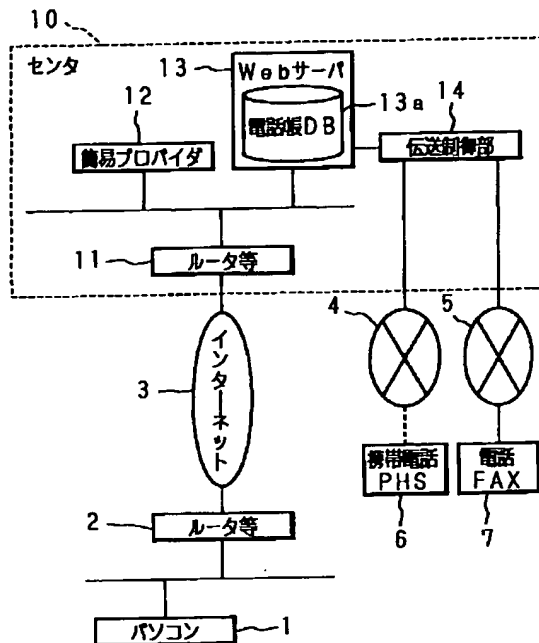 10
センタ
13
Webサーバ
13a
電話帳DB
12
簡易プロバイダ
14
伝送制御部
11
ルータ等
3
インターネット
4
5
携帯電話
PHS
6
電話
FAX
7
2
ルータ等
パソコン
1